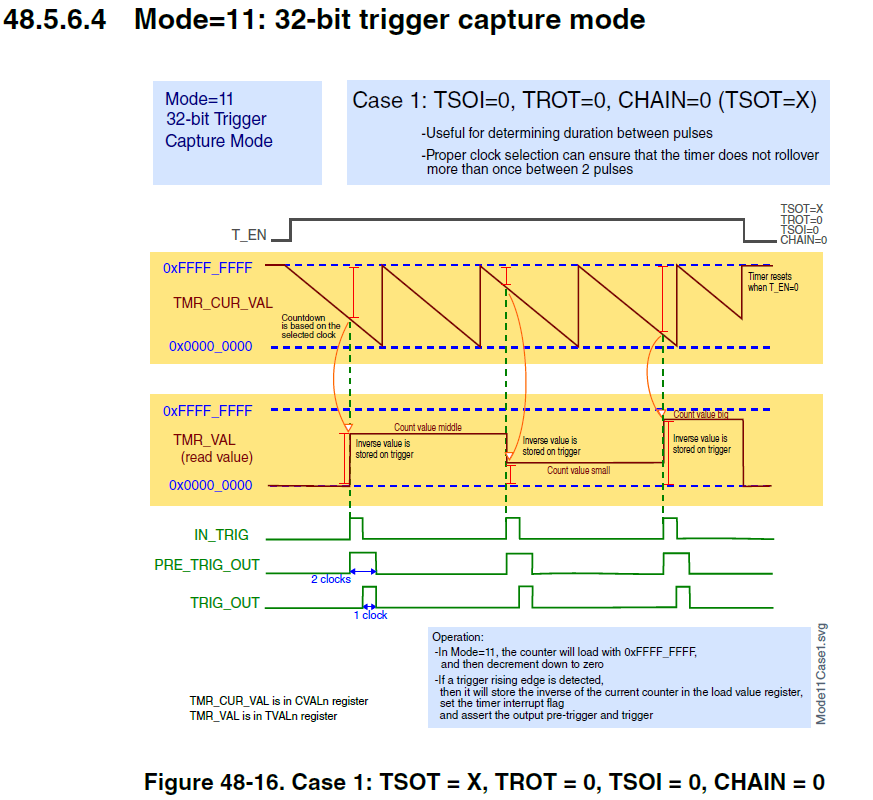 48.5.6.4 Mode=11: 32-bit trigger capture mode
Mode=11
32-bit Trigger
Capture Mode
Case 1: TSOI=0, TROT=0, CHAIN=0 (TSOT=X)
-Useful for determining duration between pulses
-Proper clock selection can ensure that the timer does not rollover
more than once between 2 pulses
T_EN
TSOT=X
TROT=0
TSOI=0
CHAIN=0
0xFFFF_FFFF
TMR_CUR_VAL
0x0000_0000
Countdown
is based on the
selected clock
Timer resets
when T_EN=0
0xFFFF_FFFF
TMR_VAL
(read value)
0x0000_0000
Count value middle
Inverse value is
stored on trigger
Inverse value is
stored on trigger
Count value small
Count value big
Inverse value is
stored on trigger
IN_TRIG
PRE_TRIG_OUT
2 clocks
TRIG_OUT
1 clock
Operation:
-In Mode=11, the counter will load with 0xFFFF_FFFF,
and then decrement down to zero
-If a trigger rising edge is detected,
then it will store the inverse of the current counter in the load value register,
set the timer interrupt flag
and assert the output pre-trigger and trigger
TMR_CUR_VAL is in CVALn register
TMR_VAL is in TVALn register
Mode11Case1.svg
Figure 48-16. Case 1: TSOT = X, TROT = 0, TSOI = 0, CHAIN = 0